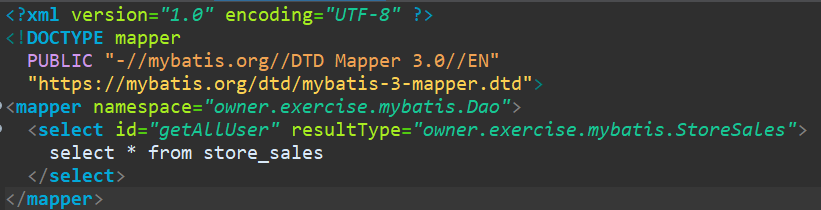 <?xml version="1.0" encoding="UTF-8" ?>
<!DOCTYPE mapper
PUBLIC "-//mybatis.org//DTD Mapper 3.0//EN"
"https://mybatis.org/dtd/mybatis-3-mapper.dtd">
<mapper namespace="owner.exercise.mybatis.Dao">
<select id="getAllUser" resultType="owner.exercise.mybatis.StoreSales">
select * from store_sales
</select>
</mapper>